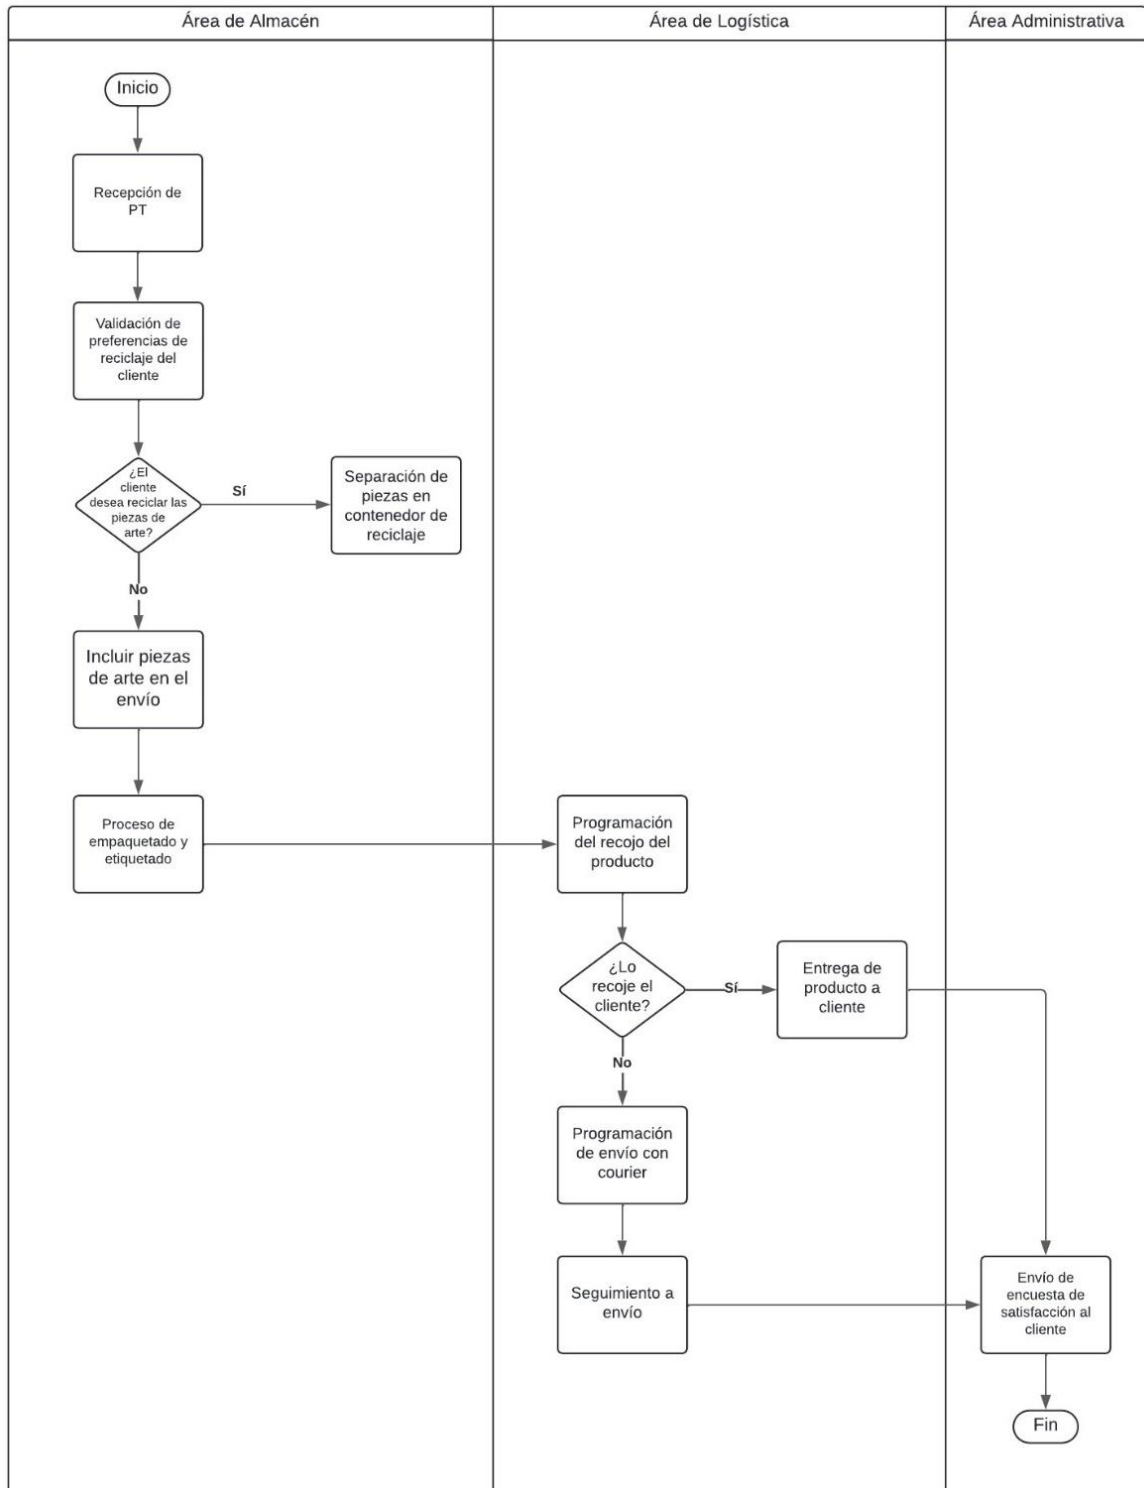 Área de Almacén
Área de Logística
Área Administrativa
Inicio
Recepción de
PT
Validación de
preferencias de
reciclaje del
cliente
¿El
cliente
desea reciclar las
piezas de
arte?
Sí
Separación de
piezas en
contenedor de
reciclaje
No
Incluir piezas
de arte en el
envío
Proceso de
empaquetado y
etiquetado
Programación
del recojo del
producto
¿Lo
recoje el
cliente?
Sí
Entrega de
producto a
cliente
No
Programación
de envío con
courier
Seguimiento a
envío
Envío de
encuesta de
satisfacción al
cliente
Fin